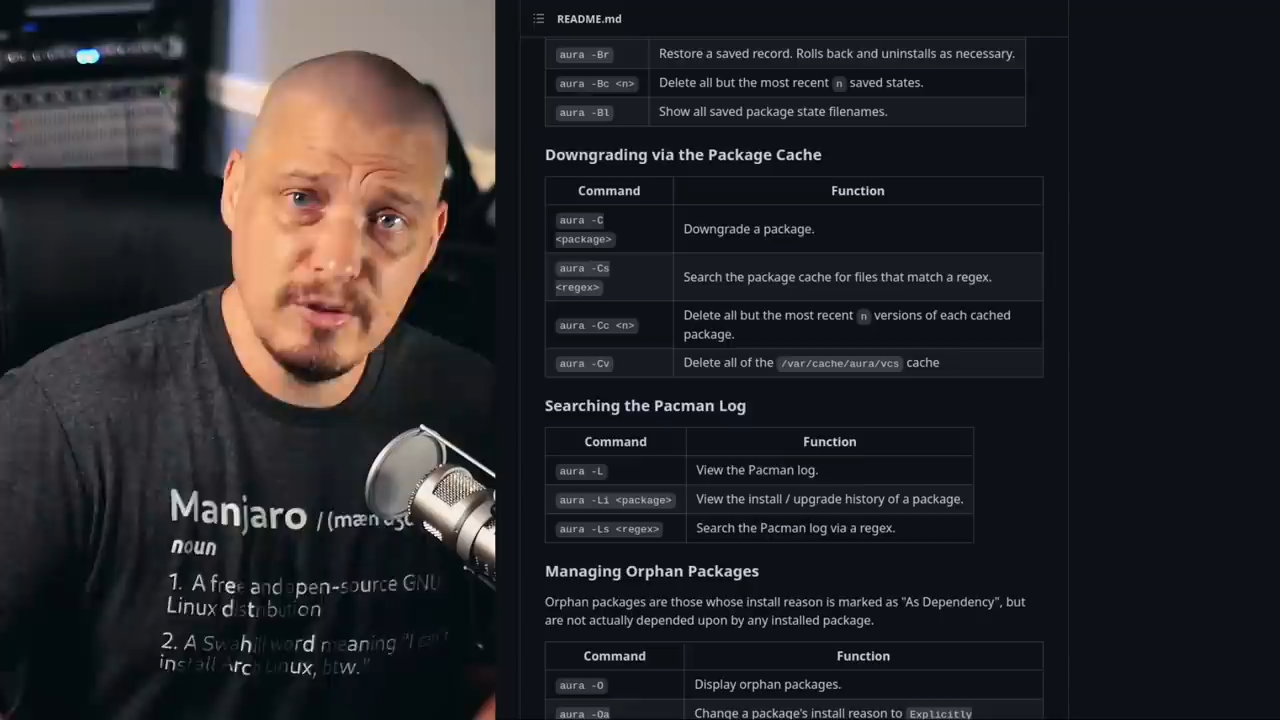 README.md
aura -Br Restore a saved record. Rolls back and uninstalls as necessary.
aura -Bc <n> Delete all but the most recent n saved states.
aura -Bl Show all saved package state filenames.
Downgrading via the Package Cache
Command Function
aura -C
<package>
Downgrade a package.
aura -Cs
<regex>
Search the package cache for files that match a regex.
aura -Cc <n>
Delete all but the most recent n versions of each cached
package.
aura -Cv Delete all of the /var/cache/aura/vcs cache
Searching the Pacman Log
Command Function
aura -L View the Pacman log.
aura -Li <package> View the install / upgrade history of a package.
aura -Ls <regex> Search the Pacman log via a regex.
Managing Orphan Packages
Orphan packages are those whose install reason is marked as "As Dependency", but
are not actually depended upon by any installed package.
Command Function
aura -O Display orphan packages.
aura -Oa Change a package's install reason to Explicitly
Manjaro
noun
1. A free and open-source GNU
Linux distribution
2. A Swahili word meaning "I can't
install Arch Linux, btw."